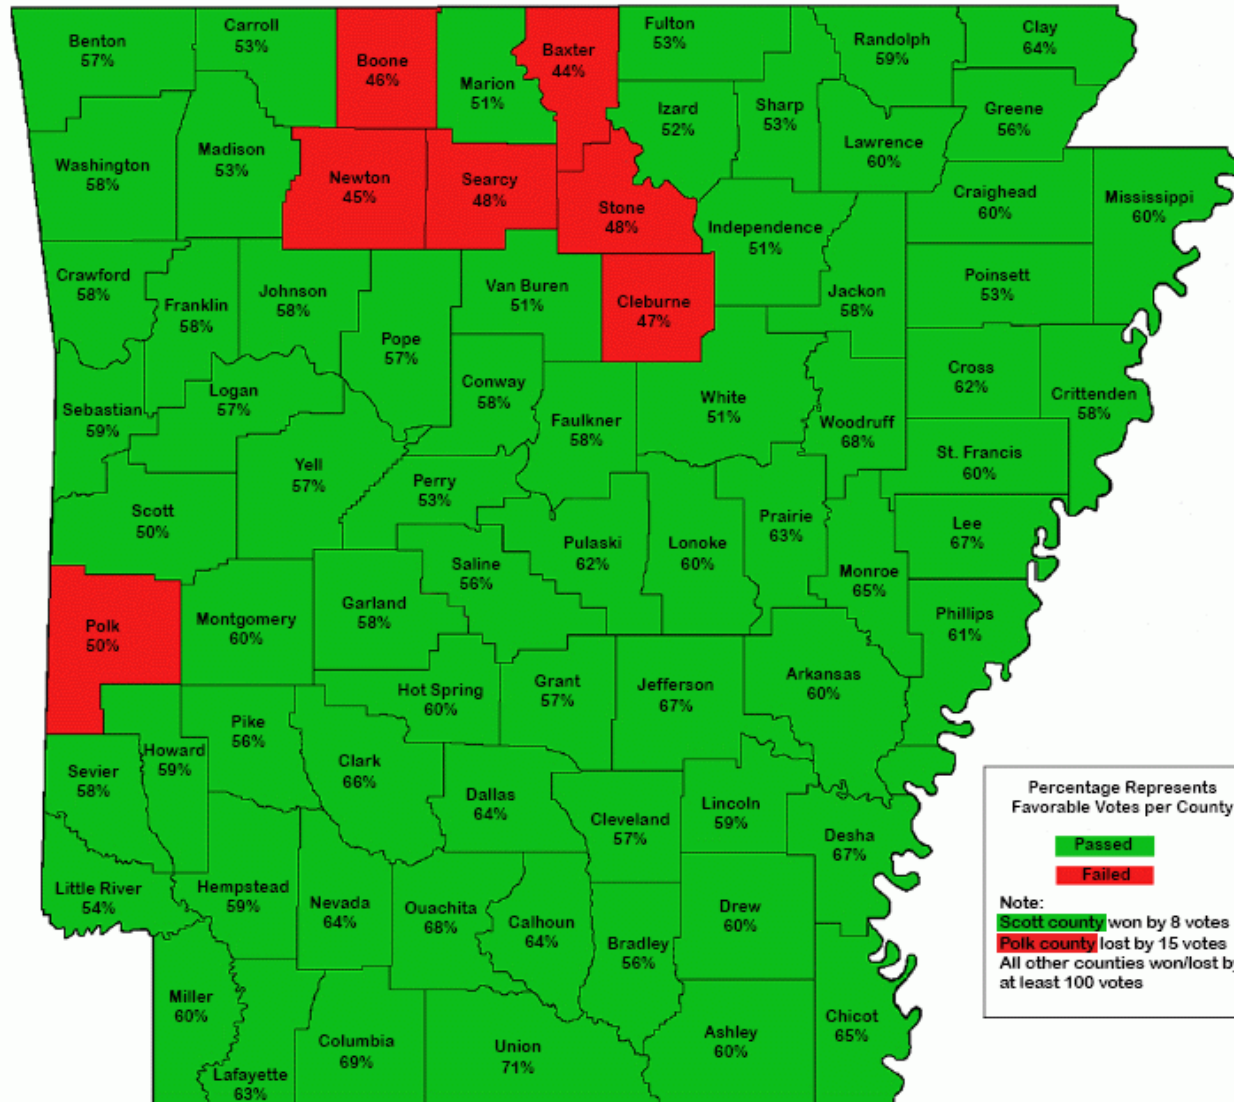 Benton
57%
Carroll
53%
Boone
46%
Marion
51%
Baxter
44%
Fulton
53%
Randolph
59%
Clay
64%
Washington
58%
Madison
53%
Newton
45%
Searcy
48%
Stone
48%
Izard
52%
Sharp
53%
Lawrence
60%
Greene
56%
Craighead
60%
Mississippi
60%
Independence
51%
Crawford
58%
Franklin
58%
Johnson
58%
Pope
57%
Van Buren
51%
Cleburne
47%
Jackon
58%
Poinsett
53%
Sebastian
59%
Logan
57%
Conway
58%
Faulkner
58%
White
51%
Woodruff
68%
Cross
62%
Crittenden
58%
St. Francis
60%
Scott
50%
Yell
57%
Perry
53%
Saline
56%
Pulaski
62%
Lonoke
60%
Prairie
63%
Monroe
65%
Lee
67%
Phillips
61%
Polk
50%
Montgomery
60%
Garland
58%
Hot Spring
60%
Grant
57%
Jefferson
67%
Arkansas
60%
Sevier
58%
Howard
59%
Pike
56%
Clark
66%
Dallas
64%
Cleveland
57%
Lincoln
59%
Desha
67%
Little River
54%
Hempstead
59%
Nevada
64%
Ouachita
68%
Calhoun
64%
Bradley
56%
Drew
60%
Miller
60%
Lafayette
63%
Columbia
69%
Union
71%
Ashley
60%
Chicot
65%
Percentage Represents
Favorable Votes per County
Passed
Failed
Note:
Scott county won by 8 votes
Polk county lost by 15 votes
All other counties won/lost by
at least 100 votes